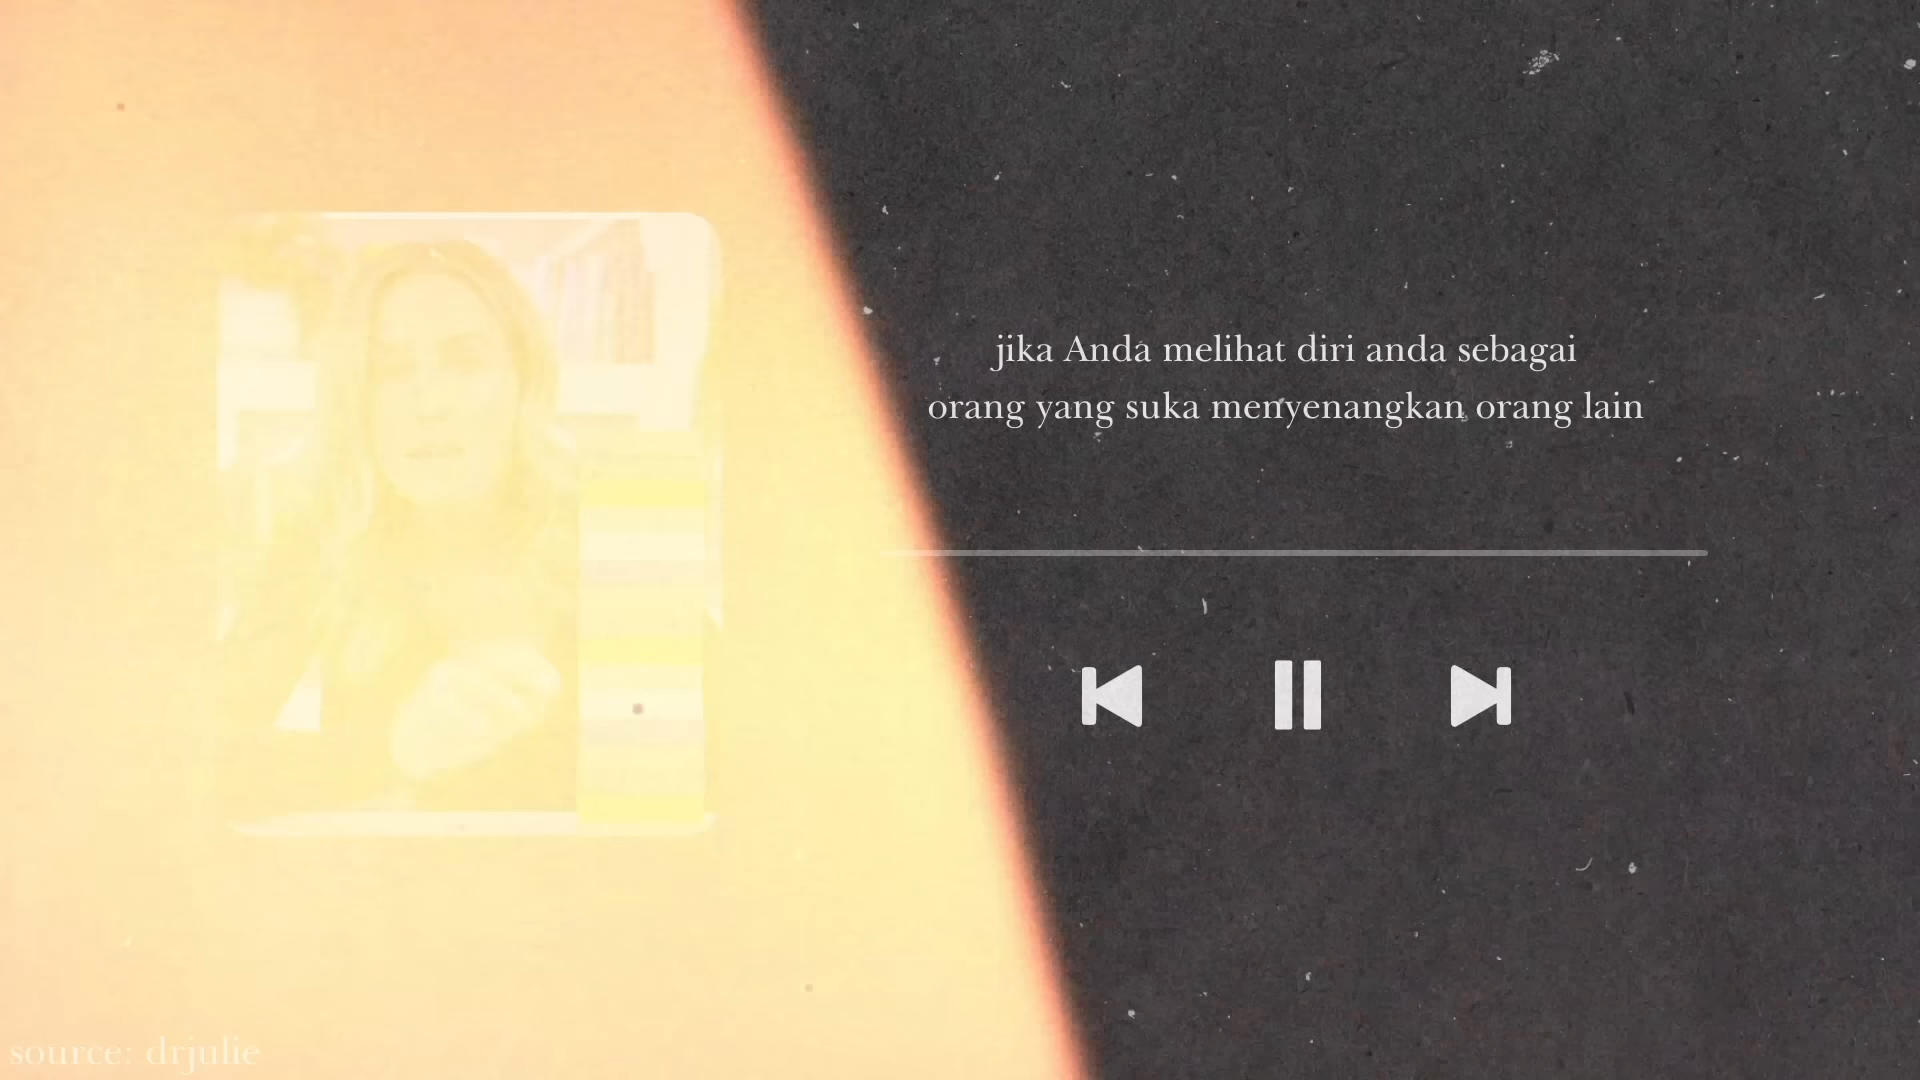 jika Anda melihat diri anda sebagai
orang yang suka menyenangkan orang lain
source: drjulie